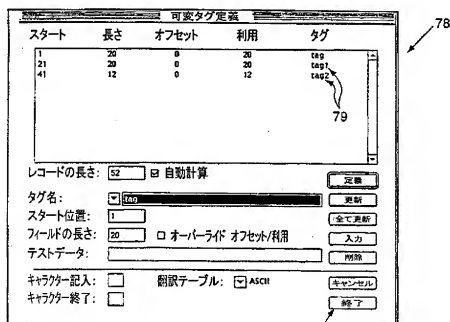 可変タグ定義
78
スタート 長さ オフセット 利用 タグ
1 20 0 20 tag
21 20 0 20 tag1
41 12 0 12 tag2
79
レコードの長さ: 52 自動計算
定義
タグ名: tag
更新
スタート位置: 1
全て更新
フィールドの長さ: 20 オーバーライド オフセット/利用
入力
テストデータ:
削除
キャラクター記入: 翻訳テーブル: ASCII
キャンセル
キャラクター終了:
終了